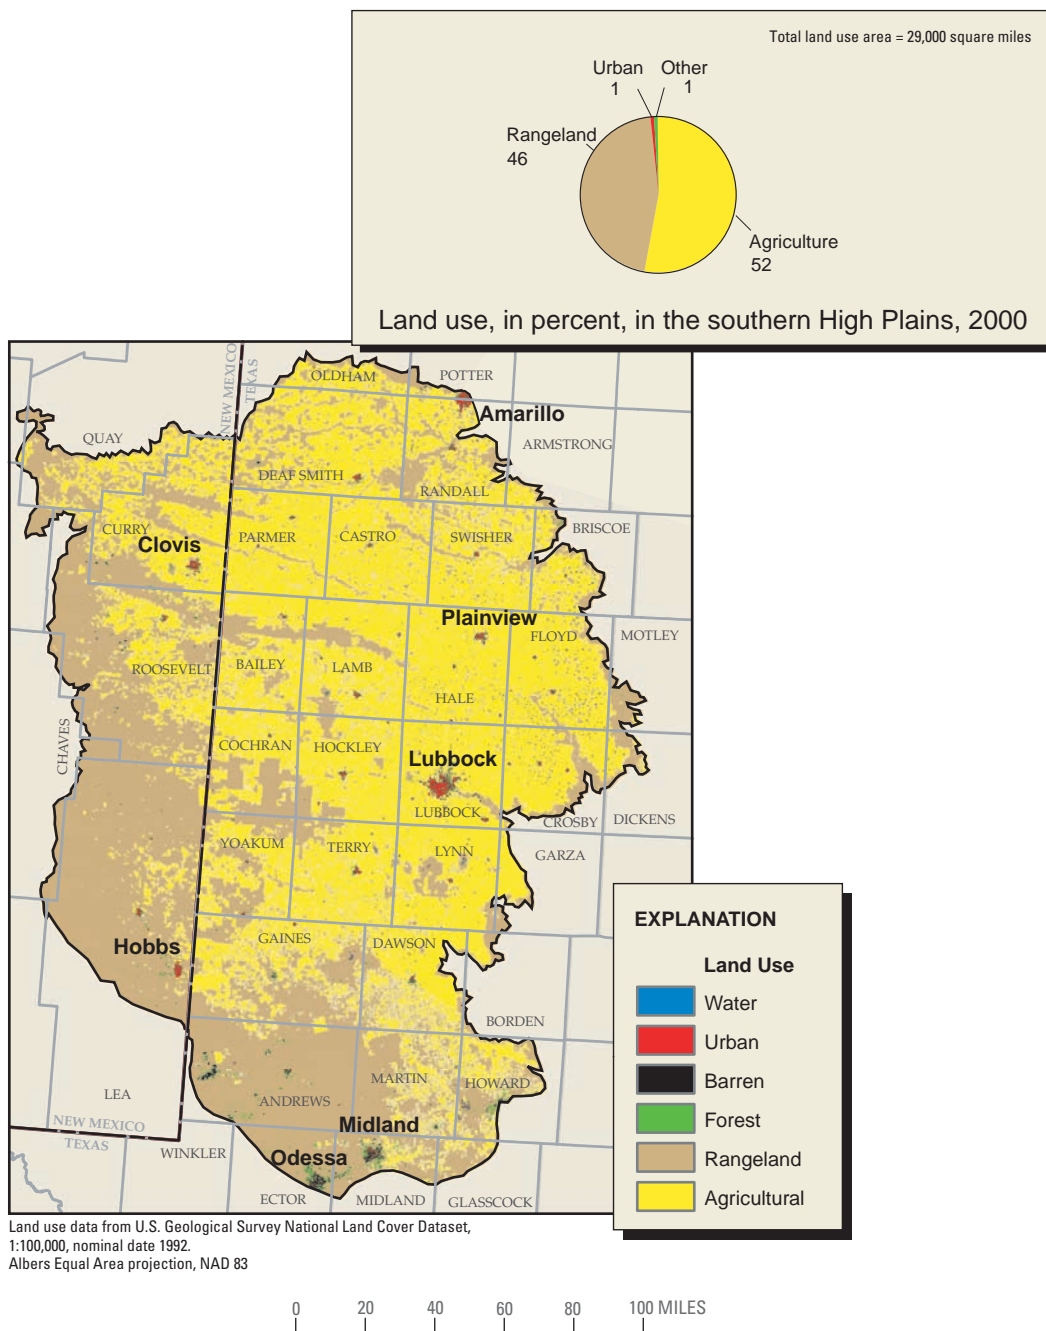 Total land use area = 29,000 square miles
Urban
1
Other
1
Rangeland
46
Agriculture
52
Land use, in percent, in the southern High Plains, 2000
NEW MEXICO
TEXAS
OLDHAM
POTTER
Amarillo
QUAY
ARMSTRONG
DEAF SMITH
RANDALL
CURRY
Clovis
PARMER
CASTRO
SWISHER
BRISCOE
Plainview
FLOYD
MOTLEY
ROOSEVELT
BAILEY
LAMB
HALE
CHAVES
COCHRAN
HOCKLEY
Lubbock
LUBBOCK
CROSBY
DICKENS
YOAKUM
TERRY
LYNN
GARZA
Hobbs
GAINES
DAWSON
BORDEN
LEA
ANDREWS
MARTIN
HOWARD
NEW MEXICO
TEXAS
Midland
WINKLER
Odessa
ECTOR
MIDLAND
GLASSCOCK
EXPLANATION
Land Use
Water
Urban
Barren
Forest
Rangeland
Agricultural
Land use data from U.S. Geological Survey National Land Cover Dataset,
1:100,000, nominal date 1992.
Albers Equal Area projection, NAD 83
0 20 40 60 80 100 MILES